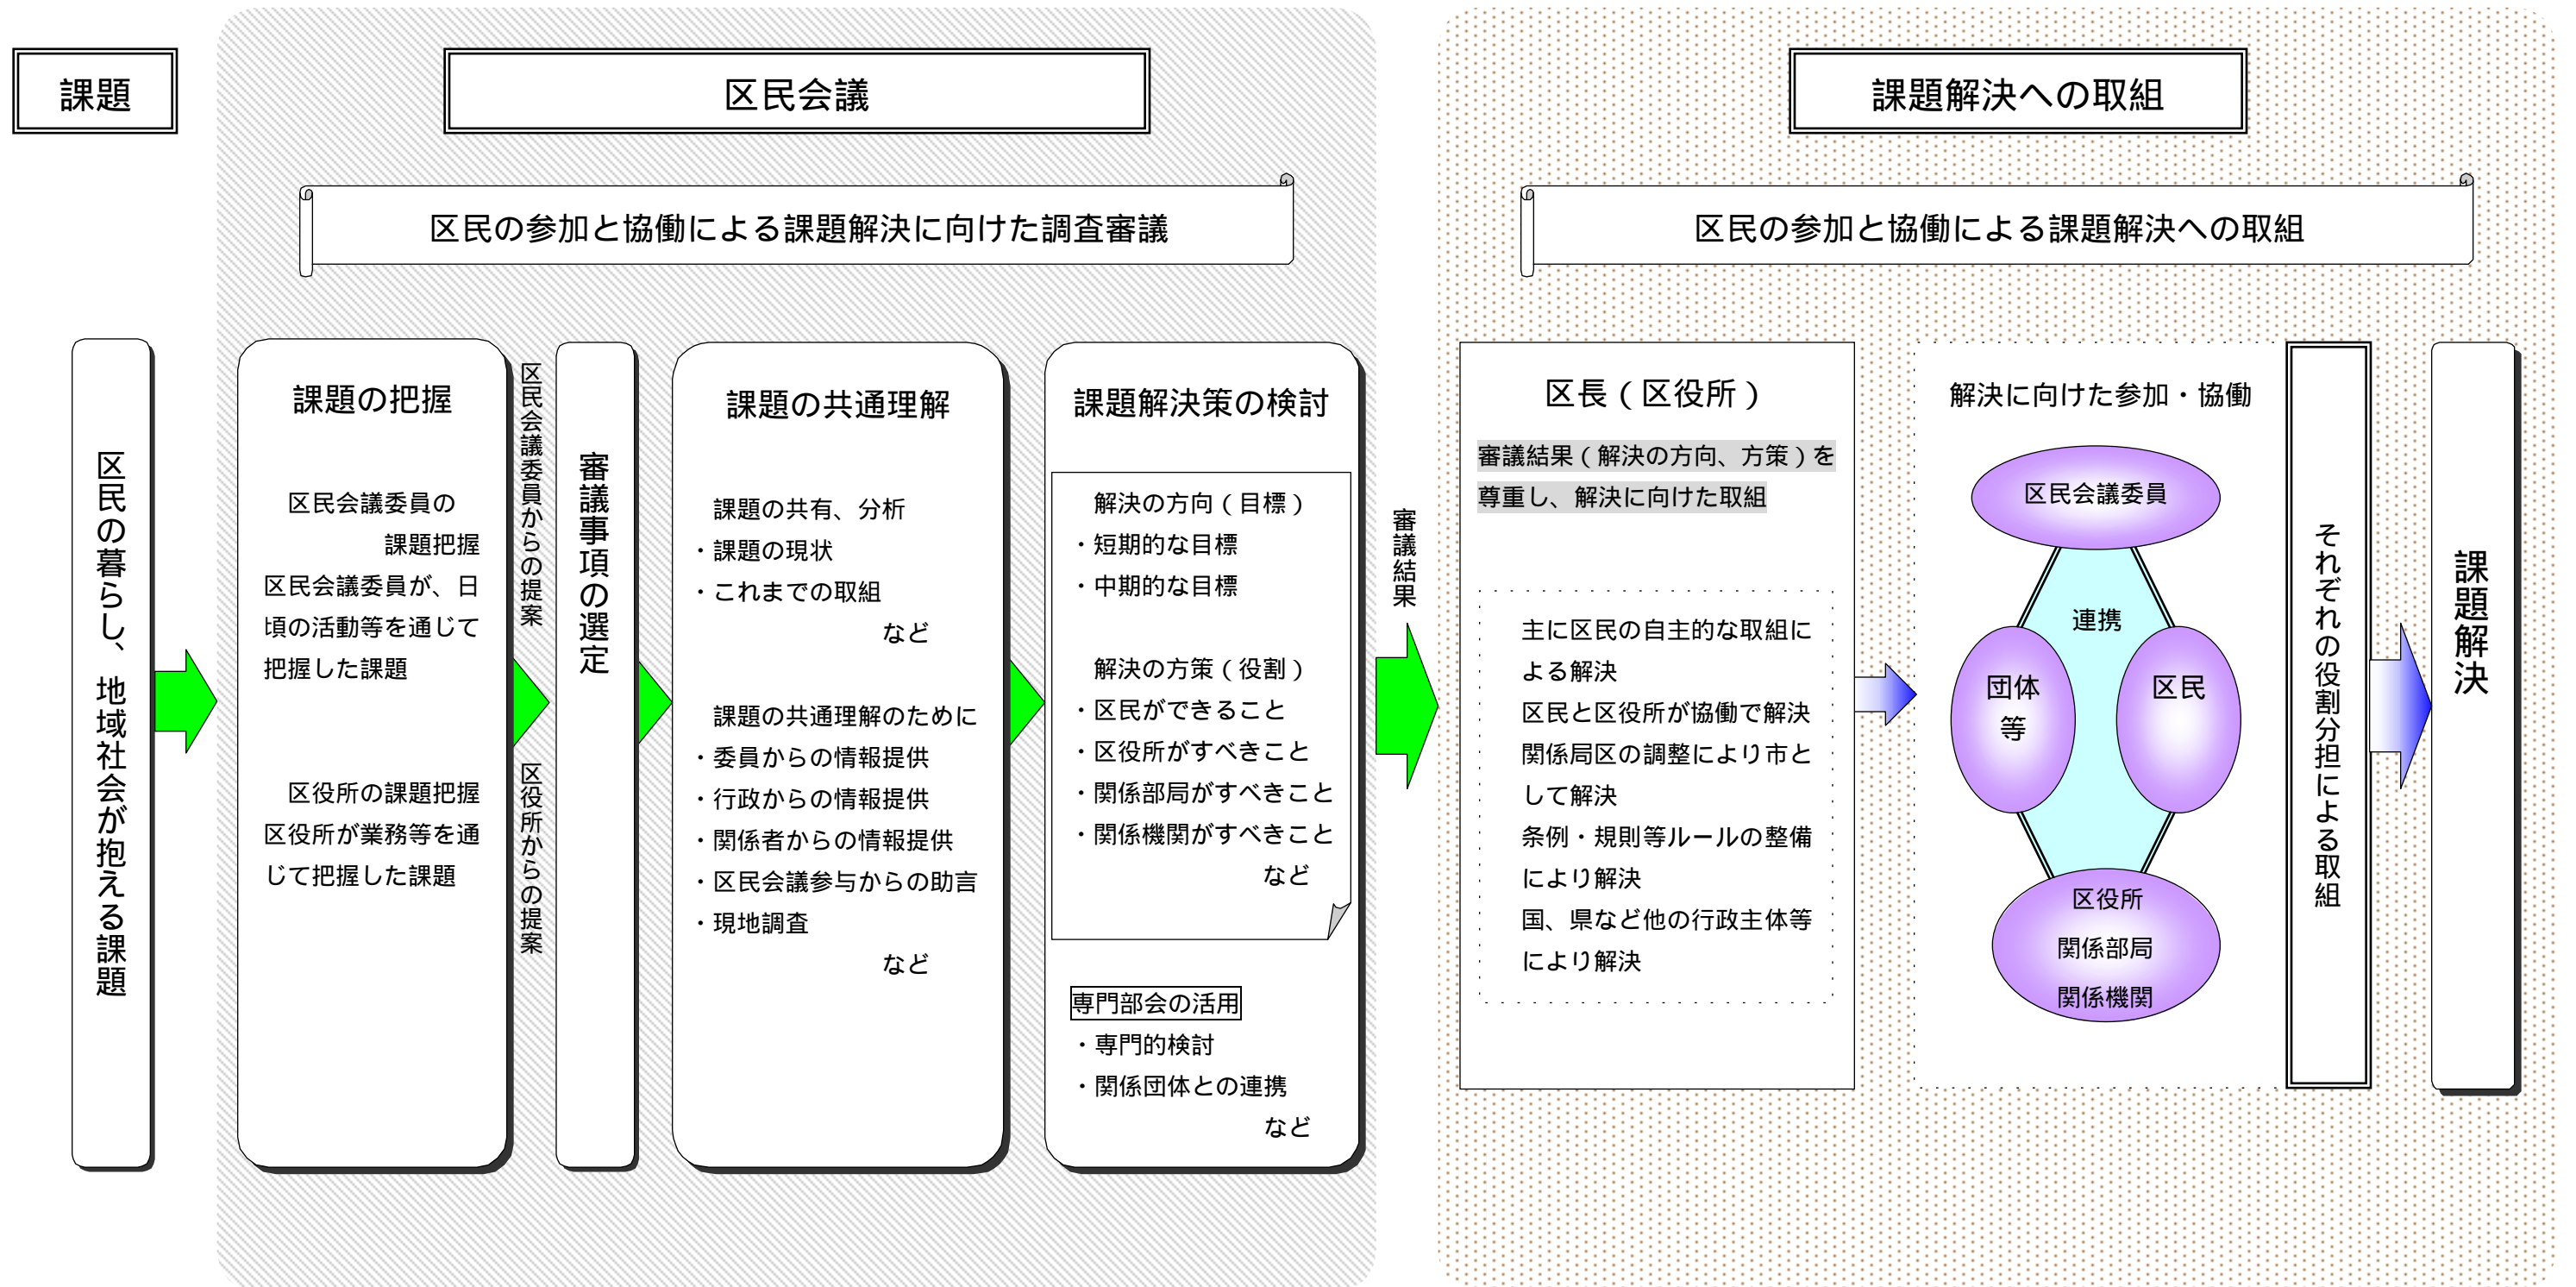 課題
区民会議
課題解決への取組
区民の参加と協働による課題解決に向けた調査審議
区民の参加と協働による課題解決への取組
区民の暮らし、地域社会が抱える課題
課題の把握
区民会議委員の
課題把握
区民会議委員が、日
頃の活動等を通じて
把握した課題
区役所の課題把握
区役所が業務等を通
じて把握した課題
区民会議委員からの提案
区役所からの提案
審議事項の選定
課題の共通理解
課題の共有、分析
・課題の現状
・これまでの取組
など
課題の共通理解のために
・委員からの情報提供
・行政からの情報提供
・関係者からの情報提供
・区民会議参与からの助言
・現地調査
など
課題解決策の検討
解決の方向（目標）
・短期的な目標
・中期的な目標
解決の方策（役割）
・区民ができること
・区役所がすべきこと
・関係部局がすべきこと
・関係機関がすべきこと
など
専門部会の活用
・専門的検討
・関係団体との連携
など
審議結果
区長（区役所）
審議結果（解決の方向、方策）を
尊重し、解決に向けた取組
主に区民の自主的な取組に
よる解決
区民と区役所が協働で解決
関係局区の調整により市と
して解決
条例・規則等ルールの整備
により解決
国、県など他の行政主体等
により解決
解決に向けた参加・協働
区民会議委員
連携
団体
等
区民
区役所
関係部局
関係機関
それぞれの役割分担による取組
課題解決